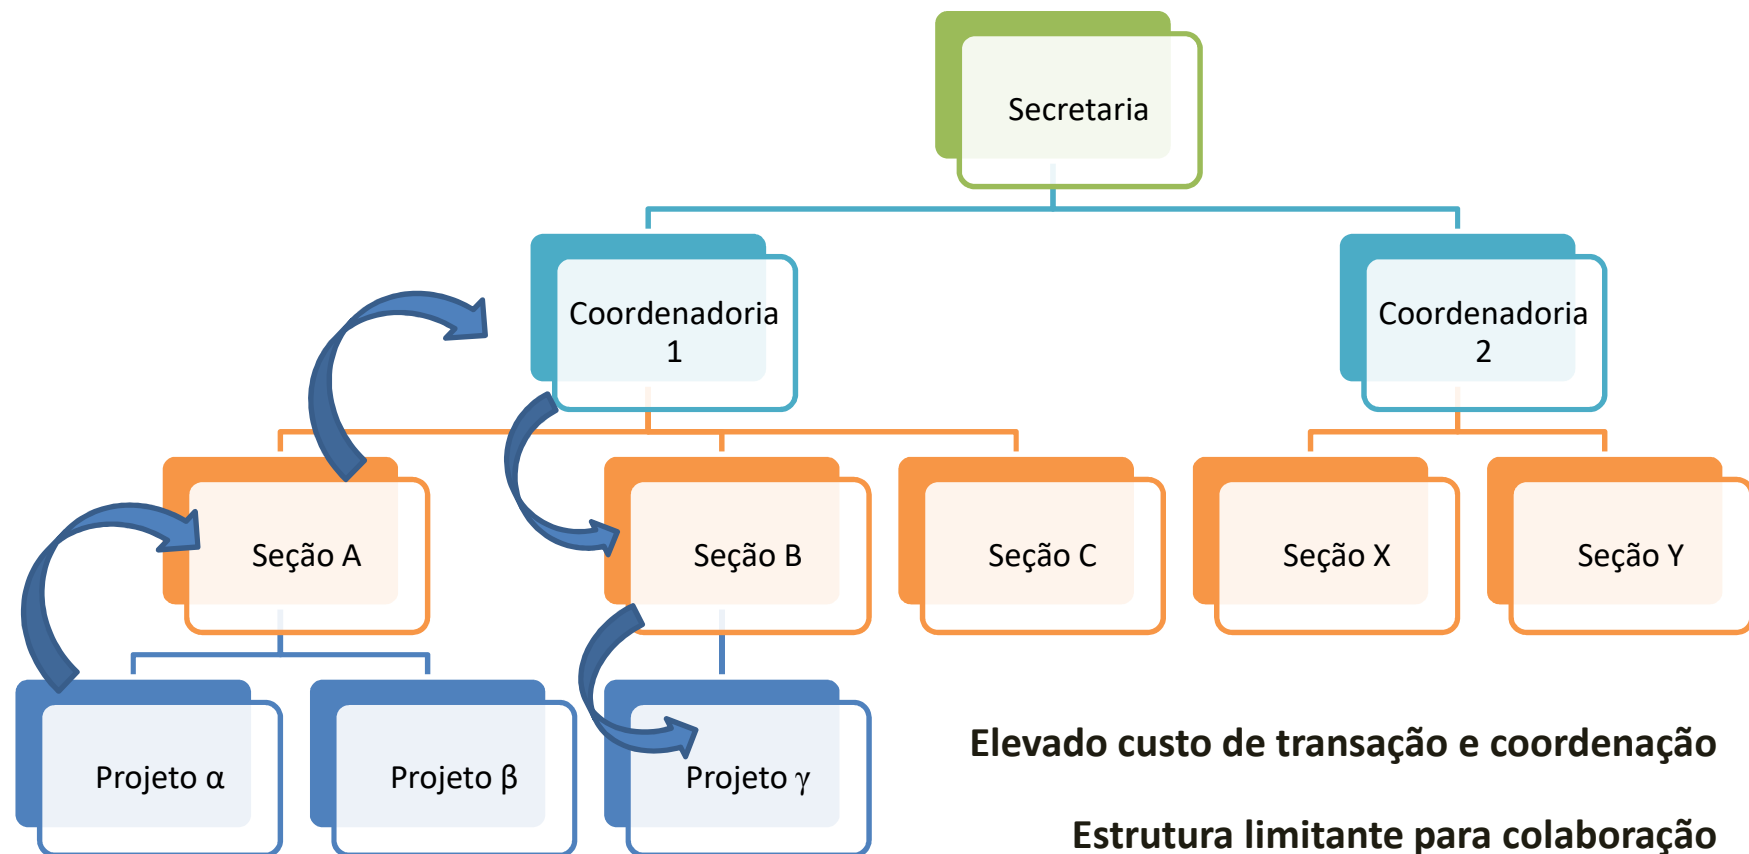 Secretaria
Coordenadoria
1
Coordenadoria
2
Seção A
Seção B
Seção C
Seção X
Seção Y
Projeto α
Projeto β
Projeto γ
Elevado custo de transação e coordenação
Estrutura limitante para colaboração